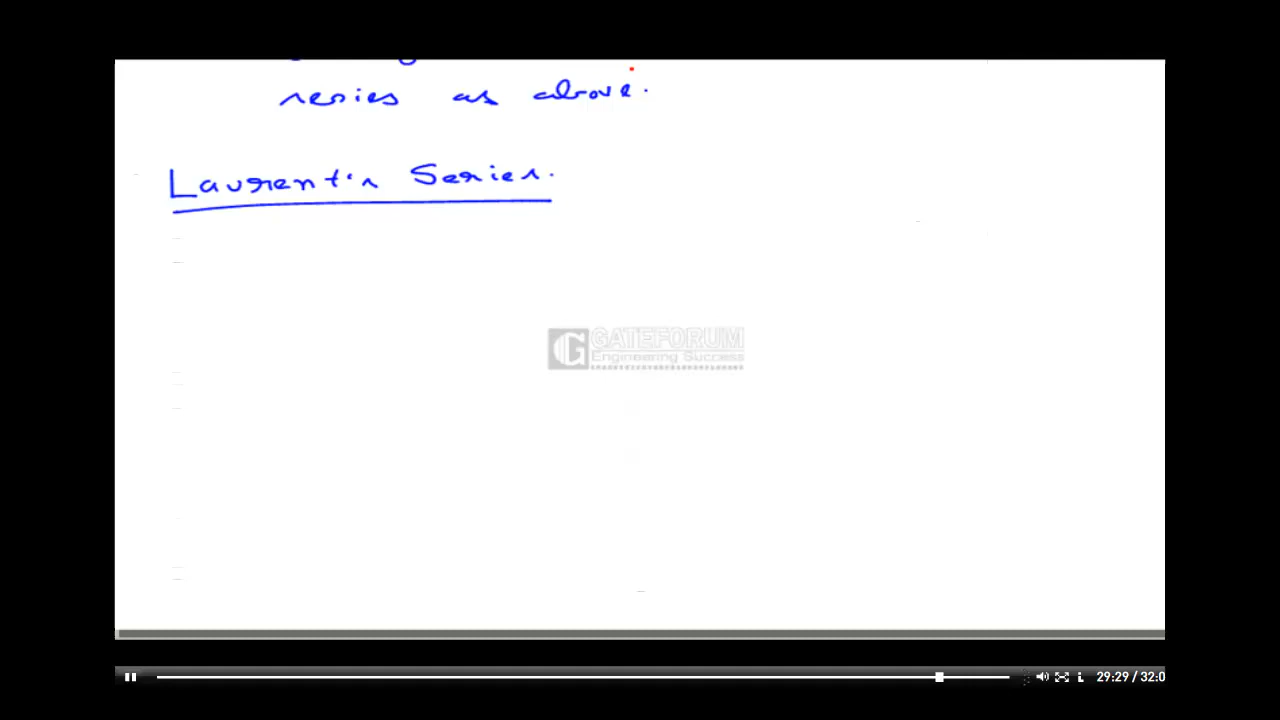 series as above.
Laurent's Series.
GATEFORUM
Engineering Success
29:29 / 32:0